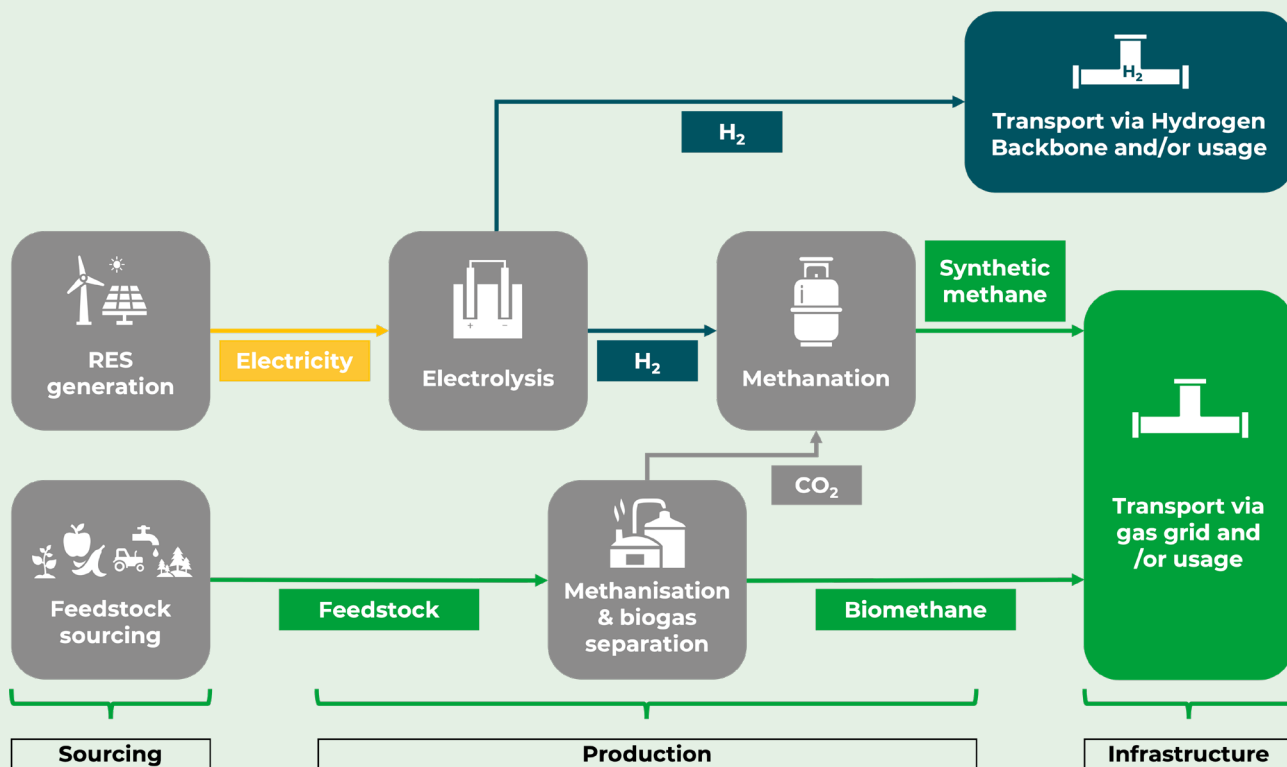 H₂
Transport via Hydrogen
Backbone and/or usage
H₂
RES
generation
Electricity
+ −
Electrolysis
H₂
Methanation
Synthetic
methane
CO₂
Transport via
gas grid and
/or usage
Feedstock
sourcing
Feedstock
Methanisation
& biogas
separation
Biomethane
Sourcing
Production
Infrastructure